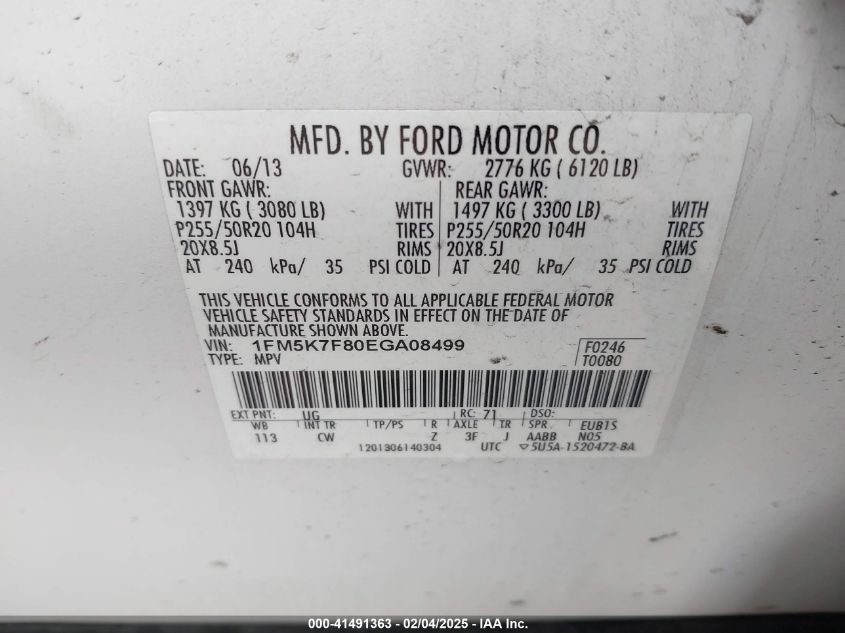 MFD. BY FORD MOTOR CO.
DATE: 06/13 GVWR: 2776 KG ( 6120 LB)
FRONT GAWR: REAR GAWR:
1397 KG ( 3080 LB) WITH 1497 KG ( 3300 LB) WITH
P255/50R20 104H TIRES P255/50R20 104H TIRES
20X8.5J RIMS 20X8.5J RIMS
AT 240 kPa/ 35 PSI COLD AT 240 kPa/ 35 PSI COLD
THIS VEHICLE CONFORMS TO ALL APPLICABLE FEDERAL MOTOR
VEHICLE SAFETY STANDARDS IN EFFECT ON THE DATE OF
MANUFACTURE SHOWN ABOVE.
VIN: 1FM5K7F80EGA08499 F0246
TYPE: MPV T0080
EXT PNT: UG RC: 71 DSO:
WB INT TR TP/PS R AXLE TR SPR EUB1S
113 CW Z 3F J AABB N05
1201306140304 UTC ▽5U5A-1520472-BA
000-41491363 - 02/04/2025 - IAA Inc.